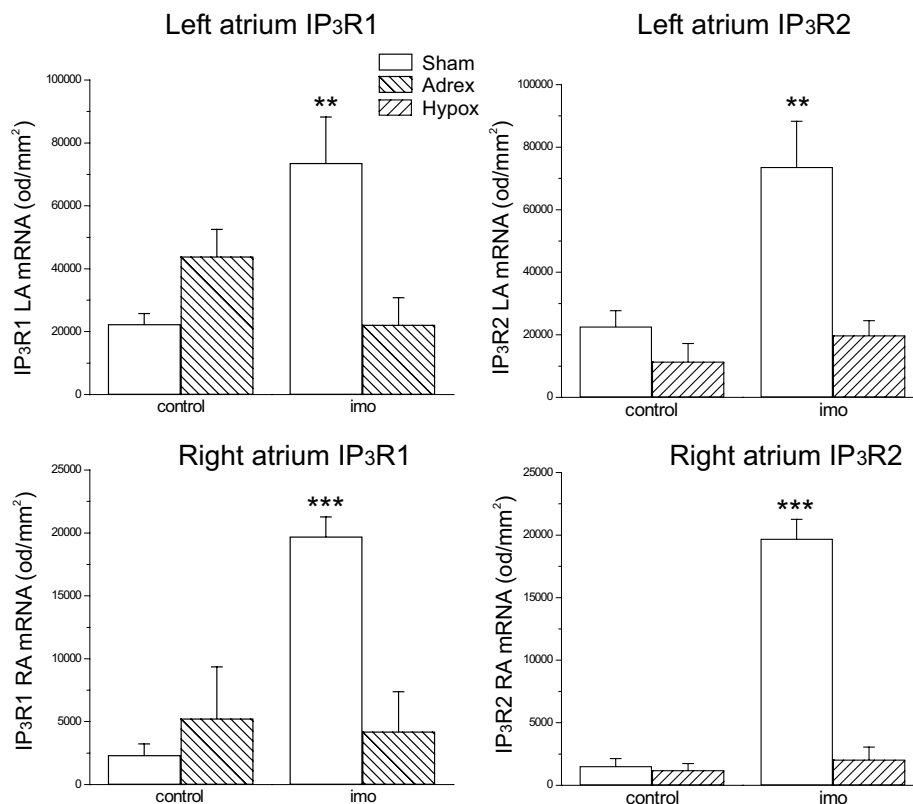 Left atrium IP₃R1
Left atrium IP₃R2
Sham
Adrex
Hypox
IP₃R1 LA mRNA (od/mm²)
100000
80000
60000
40000
20000
0
**
control
imo
IP₃R2 LA mRNA (od/mm²)
100000
80000
60000
40000
20000
0
**
control
imo
Right atrium IP₃R1
Right atrium IP₃R2
IP₃R1 RA mRNA (od/mm²)
25000
20000
15000
10000
5000
0
***
control
imo
IP₃R2 RA mRNA (od/mm²)
25000
20000
15000
10000
5000
0
***
control
imo